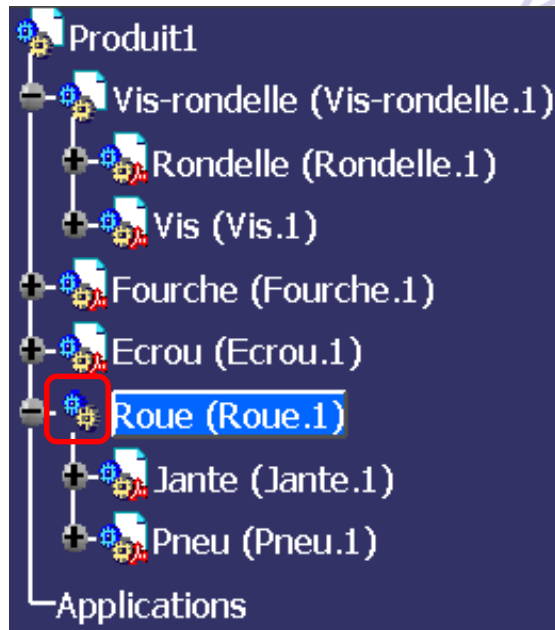 Produit1
Vis-rondelle (Vis-rondelle.1)
Rondelle (Rondelle.1)
Vis (Vis.1)
Fourche (Fourche.1)
Ecrou (Ecrou.1)
Roue (Roue.1)
Jante (Jante.1)
Pneu (Pneu.1)
Applications